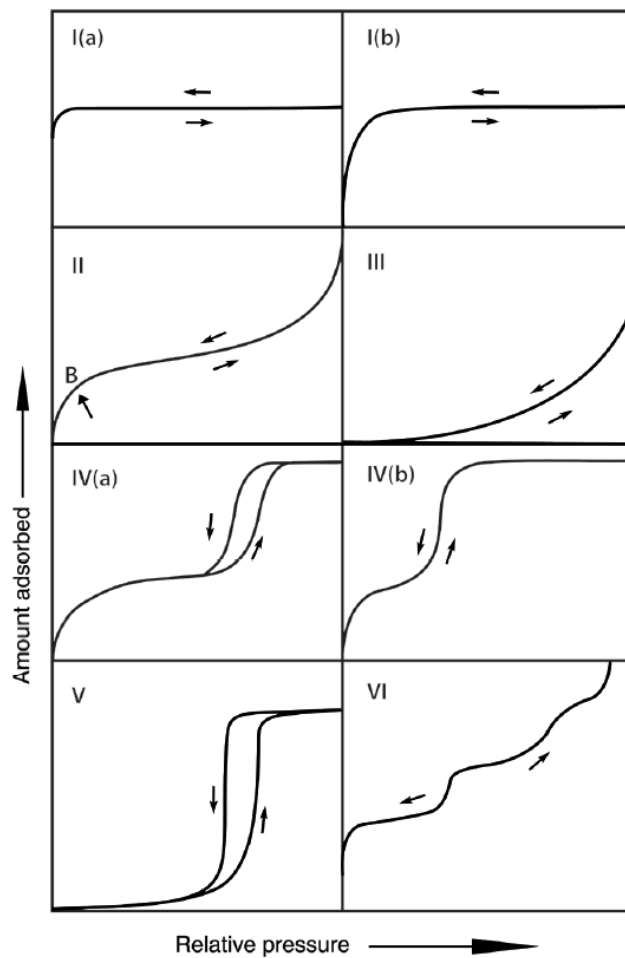 I(a)
I(b)
II
III
B
IV(a)
IV(b)
V
VI
Amount adsorbed
Relative pressure